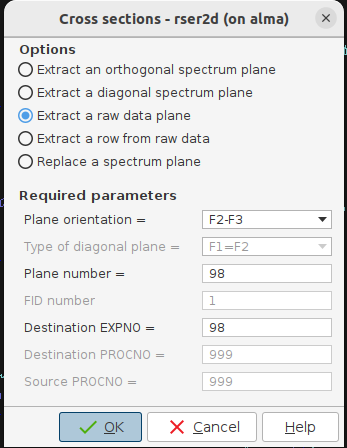 Cross sections - rser2d (on alma)
Options
Extract an orthogonal spectrum plane
Extract a diagonal spectrum plane
Extract a raw data plane
Extract a row from raw data
Replace a spectrum plane
Required parameters
Plane orientation = F2-F3
Type of diagonal plane = F1=F2
Plane number = 98
FID number 1
Destination EXPNO = 98
Destination PROCNO = 999
Source PROCNO = 999
OK Cancel Help